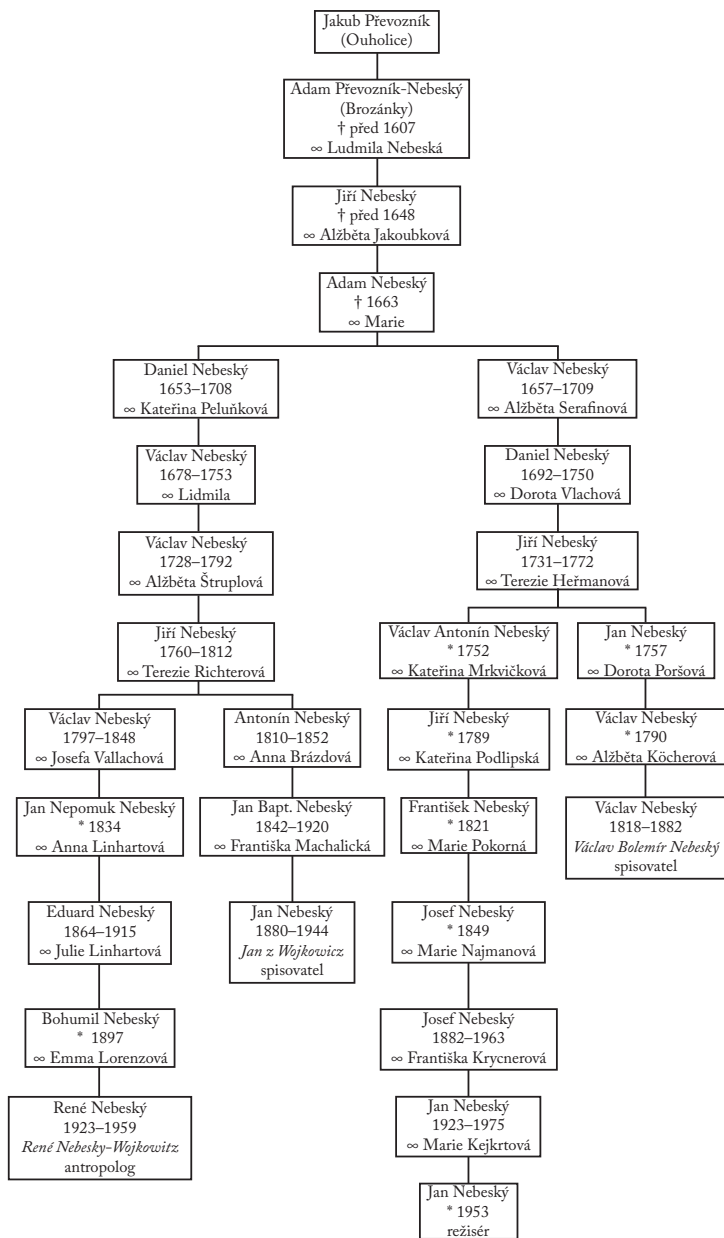 Jakub Převozník
(Ouholice)
Adam Převozník-Nebeský
(Brozánky)
† před 1607
∞ Ludmila Nebeská
Jiří Nebeský
† před 1648
∞ Alžběta Jakoubková
Adam Nebeský
† 1663
∞ Marie
Daniel Nebeský
1653–1708
∞ Kateřina Peluňková
Václav Nebeský
1657–1709
∞ Alžběta Serafinová
Václav Nebeský
1678–1753
∞ Lidmila
Daniel Nebeský
1692–1750
∞ Dorota Vlachová
Václav Nebeský
1728–1792
∞ Alžběta Štruplová
Jiří Nebeský
1731–1772
∞ Terezie Heřmanová
Jiří Nebeský
1760–1812
∞ Terezie Richterová
Václav Antonín Nebeský
* 1752
∞ Kateřina Mrkvičková
Jan Nebeský
* 1757
∞ Dorota Poršová
Václav Nebeský
1797–1848
∞ Josefa Vallachová
Antonín Nebeský
1810–1852
∞ Anna Brázdová
Jiří Nebeský
* 1789
∞ Kateřina Podlipská
Václav Nebeský
* 1790
∞ Alžběta Köcherová
Jan Nepomuk Nebeský
* 1834
∞ Anna Linhartová
Jan Bapt. Nebeský
1842–1920
∞ Františka Machalická
František Nebeský
* 1821
∞ Marie Pokorná
Václav Nebeský
1818–1882
Václav Bolemír Nebeský
spisovatel
Eduard Nebeský
1864–1915
∞ Julie Linhartová
Jan Nebeský
1880–1944
Jan z Wojkowicz
spisovatel
Josef Nebeský
* 1849
∞ Marie Najmanová
Bohumil Nebeský
* 1897
∞ Emma Lorenzová
Josef Nebeský
1882–1963
∞ Františka Krycnerová
René Nebeský
1923–1959
René Nebesky-Wojkowitz
antropolog
Jan Nebeský
1923–1975
∞ Marie Kejkrtová
Jan Nebeský
* 1953
režisér